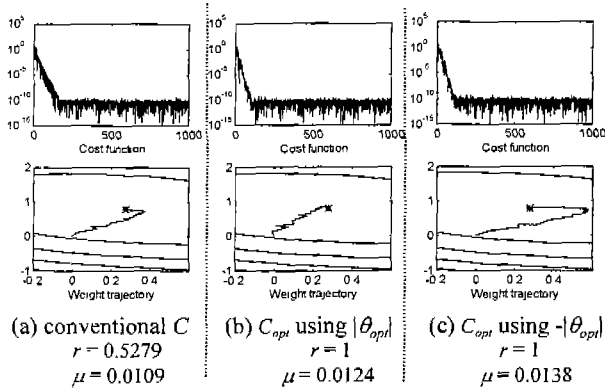 10^5
10^0
10^-5
10^-10
10^-15
0 500 1000
Cost function
10^5
10^0
10^-5
10^-10
10^-15
0 500 1000
Cost function
10^5
10^0
10^-5
10^-10
10^-15
0 500 1000
Cost function
2
1
0
-1
-0.2 0 0.2 0.4
Weight trajectory
2
1
0
-1
-0.2 0 0.2 0.4
Weight trajectory
2
1
0
-1
-0.2 0 0.2 0.4
Weight trajectory
(a) conventional C
r = 0.5279
μ = 0.0109
(b) C_opt using |θ_opt|
r = 1
μ = 0.0124
(c) C_opt using -|θ_opt|
r = 1
μ = 0.0138